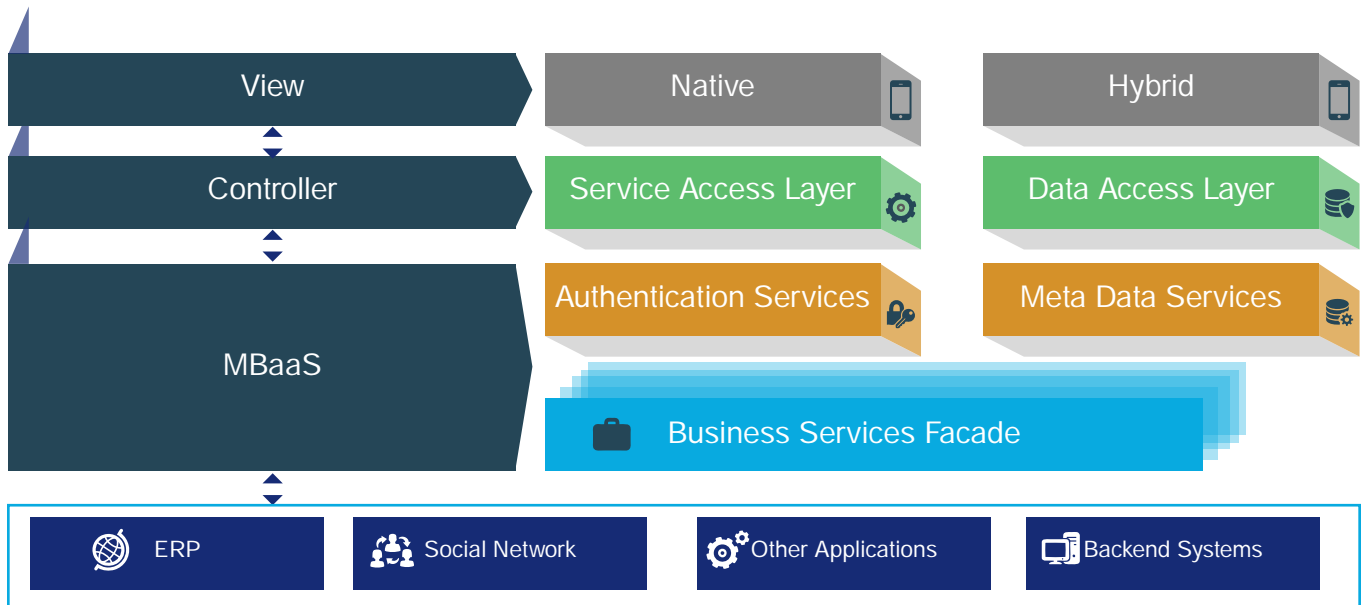 View
Native
Hybrid
Controller
Service Access Layer
Data Access Layer
Authentication Services
Meta Data Services
MBaaS
Business Services Facade
ERP
Social Network
Other Applications
Backend Systems